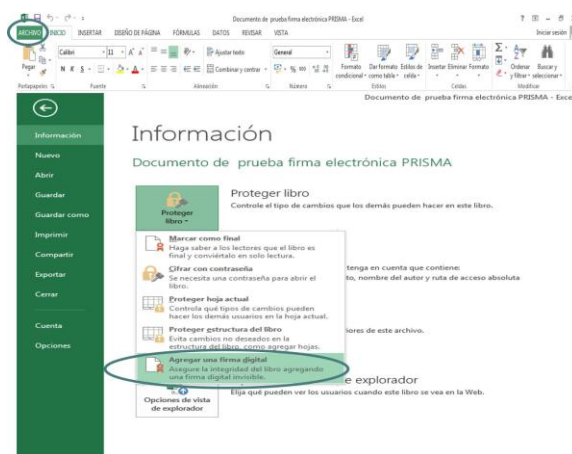 Documento de prueba firma electrónica PRISMA - Excel
ARCHIVO INICIO INSERTAR DISEÑO DE PÁGINA FÓRMULAS DATOS REVISAR VISTA Iniciar sesión
Calibri 11 Ajustar texto General
Pegar N K S Combinar y centrar % 000 Formato condicional Dar formato como tabla Estilos de celda Insertar Eliminar Formato Ordenar y filtrar Buscar y seleccionar
Portapapeles Fuente Alineación Número Estilos Celdas Modificar
Documento de prueba firma electrónica PRISMA - Exce
Información
Nuevo
Abrir
Guardar
Guardar como
Imprimir
Compartir
Exportar
Cerrar
Cuenta
Opciones
Información
Documento de prueba firma electrónica PRISMA
Proteger libro
Proteger libro
Controle el tipo de cambios que los demás pueden hacer en este libro.
Marcar como final
Haga saber a los lectores que el libro es
final y conviértalo en solo lectura.
Cifrar con contraseña
Se necesita una contraseña para abrir el
libro.
Proteger hoja actual
Controla qué tipos de cambios pueden
hacer los demás usuarios en la hoja actual.
Proteger estructura del libro
Evita cambios no deseados en la
estructura del libro, como agregar hojas.
Agregar una firma digital
Asegure la integridad del libro agregando
una firma digital invisible.
tenga en cuenta que contiene:
to, nombre del autor y ruta de acceso absoluta
iores de este archivo.
e explorador
Elija qué pueden ver los usuarios cuando este libro se vea en la Web.
Opciones de vista
de explorador